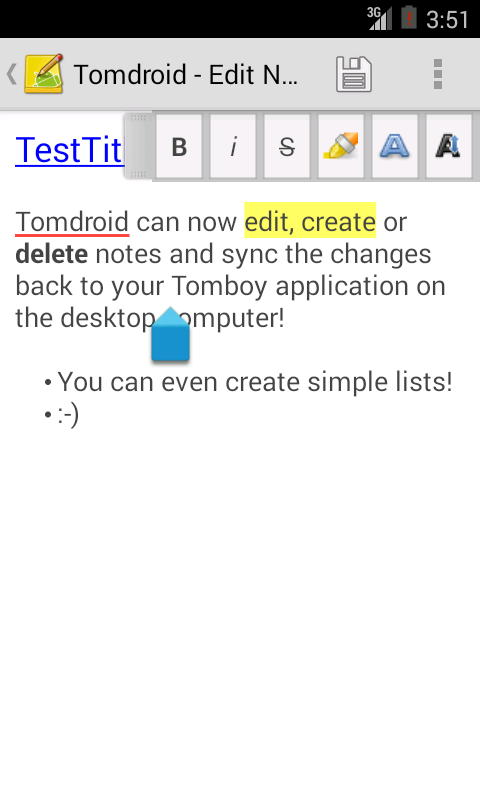 3G 3:51
Tomdroid - Edit N...
TestTit
B i S A A
Tomdroid can now edit, create or
delete notes and sync the changes
back to your Tomboy application on
the desktop omputer!
• You can even create simple lists!
• :-)